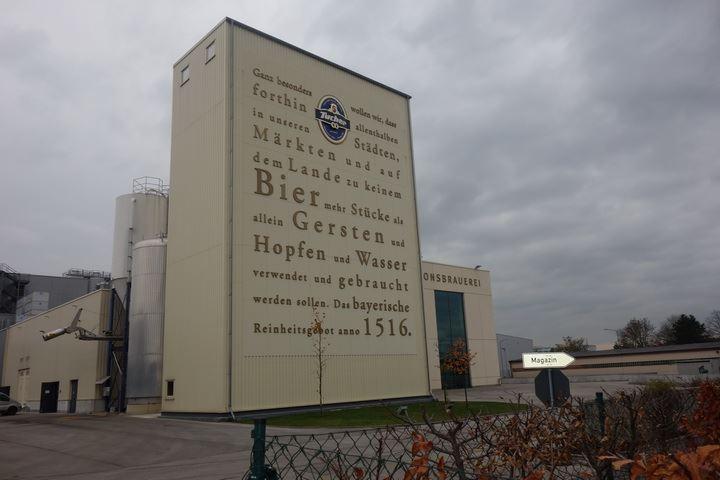 Ganz besonders wollen wir, dass
forthin allenthalben
in unseren Städten,
Märkten und auf
dem Lande zu keinem
Bier mehr Stücke als
allein Gersten und
Hopfen und Wasser
verwendet und gebraucht
werden sollen. Das bayerische
Reinheitsgebot anno 1516.
Tucher
ONSBRAUEREI
Magazin